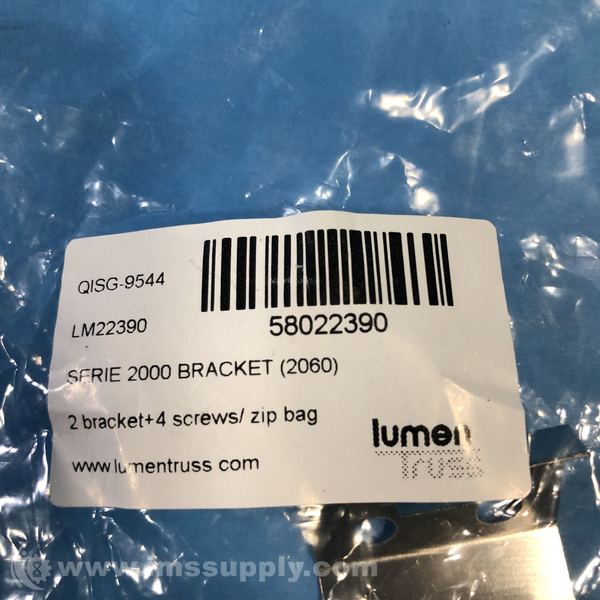 QISG-9544
58022390
LM22390
SERIE 2000 BRACKET (2060)
2 bracket+4 screws/ zip bag
www.lumentruss com
lumen
Truss
www.imssupply.com